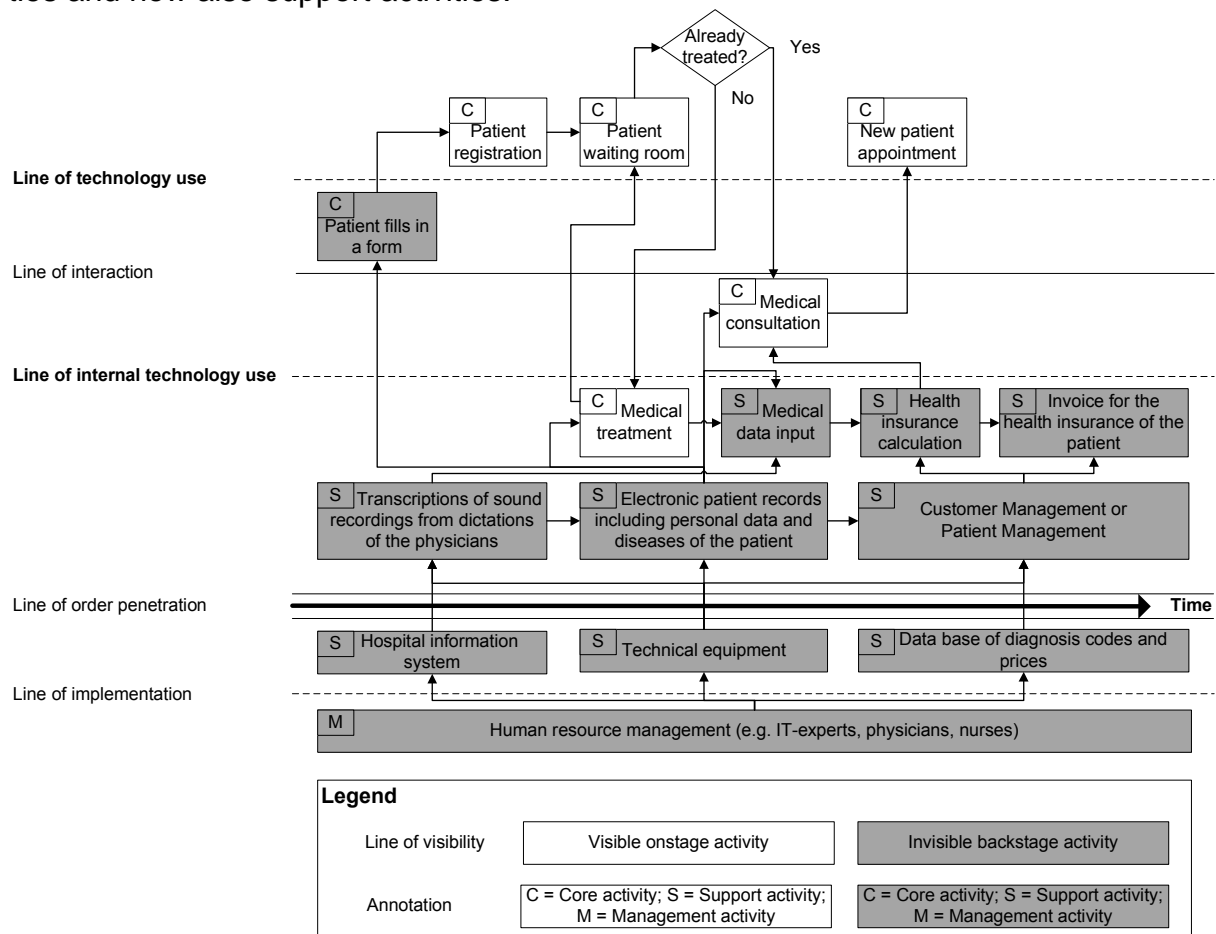 ties and now also support activities.
Already
treated?
Yes
No
C
Patient
registration
C
Patient
waiting room
C
New patient
appointment
Line of technology use
C
Patient fills in
a form
Line of interaction
C
Medical
consultation
Line of internal technology use
C
Medical
treatment
S
Medical
data input
S
Health
insurance
calculation
S
Invoice for the
health insurance of the
patient
S
Transcriptions of sound
recordings from dictations
of the physicians
S
Electronic patient records
including personal data and
diseases of the patient
S
Customer Management or
Patient Management
Line of order penetration
Time
S
Hospital information
system
S
Technical equipment
S
Data base of diagnosis codes and
prices
Line of implementation
M
Human resource management (e.g. IT-experts, physicians, nurses)
Legend
Line of visibility
Visible onstage activity
Invisible backstage activity
Annotation
C = Core activity; S = Support activity;
M = Management activity
C = Core activity; S = Support activity;
M = Management activity